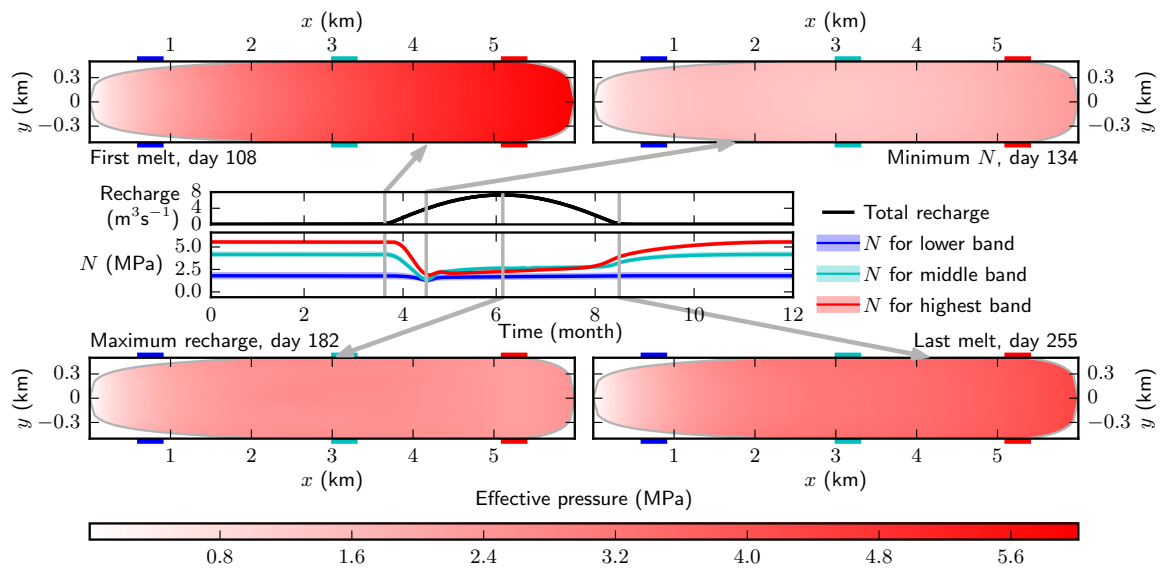 x (km)
x (km)
1 2 3 4 5
1 2 3 4 5
y (km)
0.3
0
−0.3
0.3
0
−0.3
y (km)
First melt, day 108
Minimum N, day 134
Recharge
(m³s⁻¹)
8
4
0
N (MPa)
5.0
2.5
0.0
0 2 4 6 8 10 12
Time (month)
Total recharge
N for lower band
N for middle band
N for highest band
Maximum recharge, day 182
Last melt, day 255
y (km)
0.3
0
−0.3
0.3
0
−0.3
y (km)
1 2 3 4 5
1 2 3 4 5
x (km)
x (km)
Effective pressure (MPa)
0.8 1.6 2.4 3.2 4.0 4.8 5.6